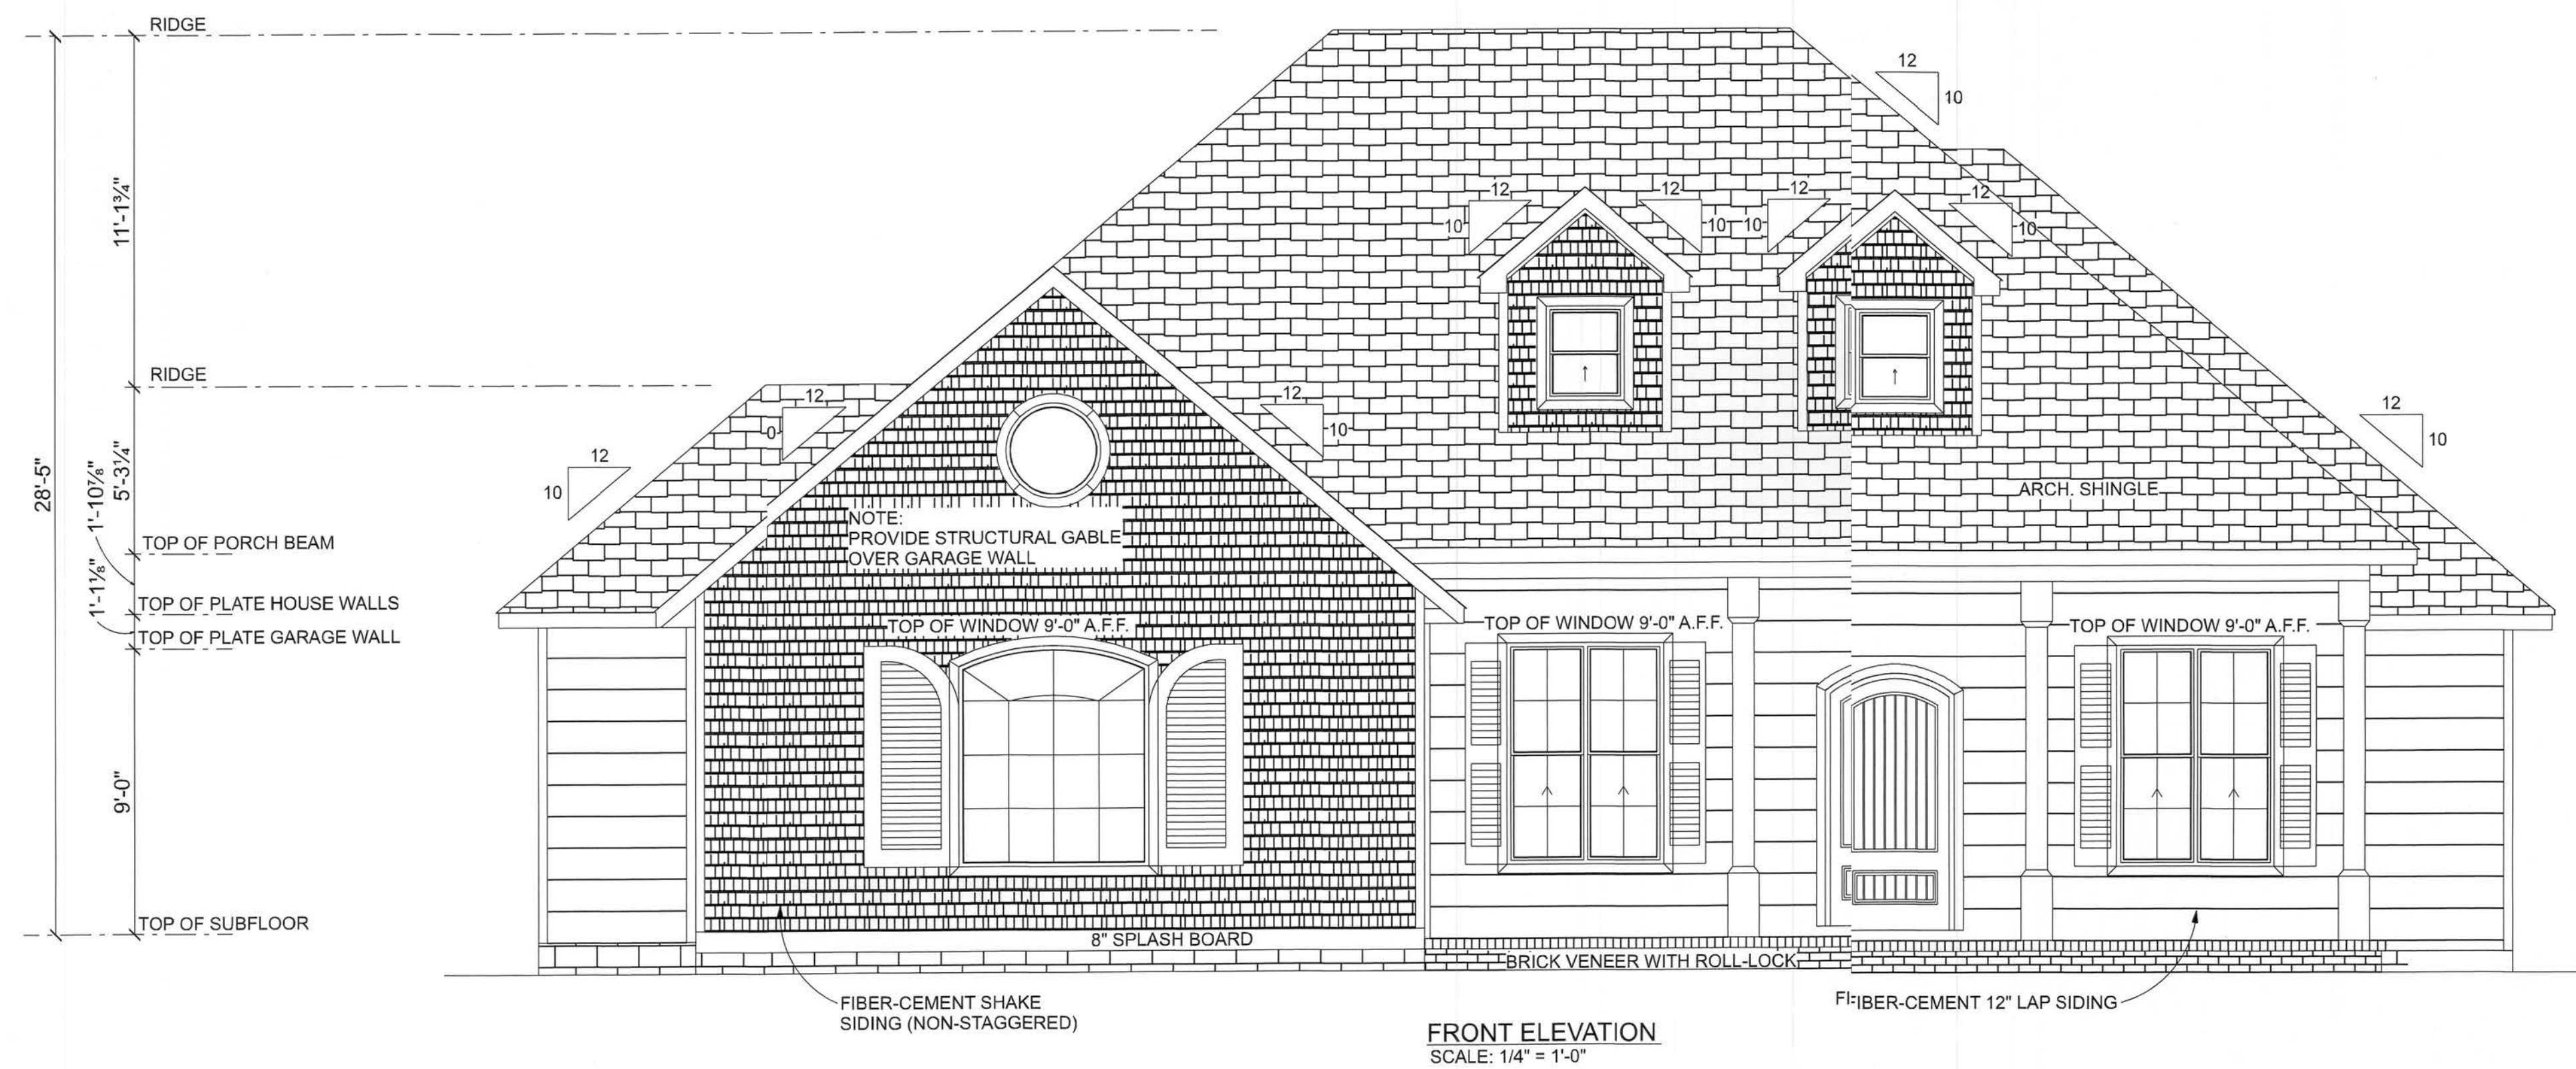 RIDGE
12
10
11'-1¾"
12
12
12
12
10
10
10
10
RIDGE
12
0
12
10
12
10
12
10
28'-5"
1'-10⅞"
5'-3¼"
ARCH. SHINGLE
NOTE:
PROVIDE STRUCTURAL GABLE
OVER GARAGE WALL
TOP OF PORCH BEAM
1'-1⅛"
TOP OF PLATE HOUSE WALLS
TOP OF PLATE GARAGE WALL
TOP OF WINDOW 9'-0" A.F.F.
TOP OF WINDOW 9'-0" A.F.F.
TOP OF WINDOW 9'-0" A.F.F.
9'-0"
TOP OF SUBFLOOR
8" SPLASH BOARD
BRICK VENEER WITH ROLL-LOCK
FIBER-CEMENT SHAKE
SIDING (NON-STAGGERED)
FIFIBER-CEMENT 12" LAP SIDING
FRONT ELEVATION
SCALE: 1/4" = 1'-0"